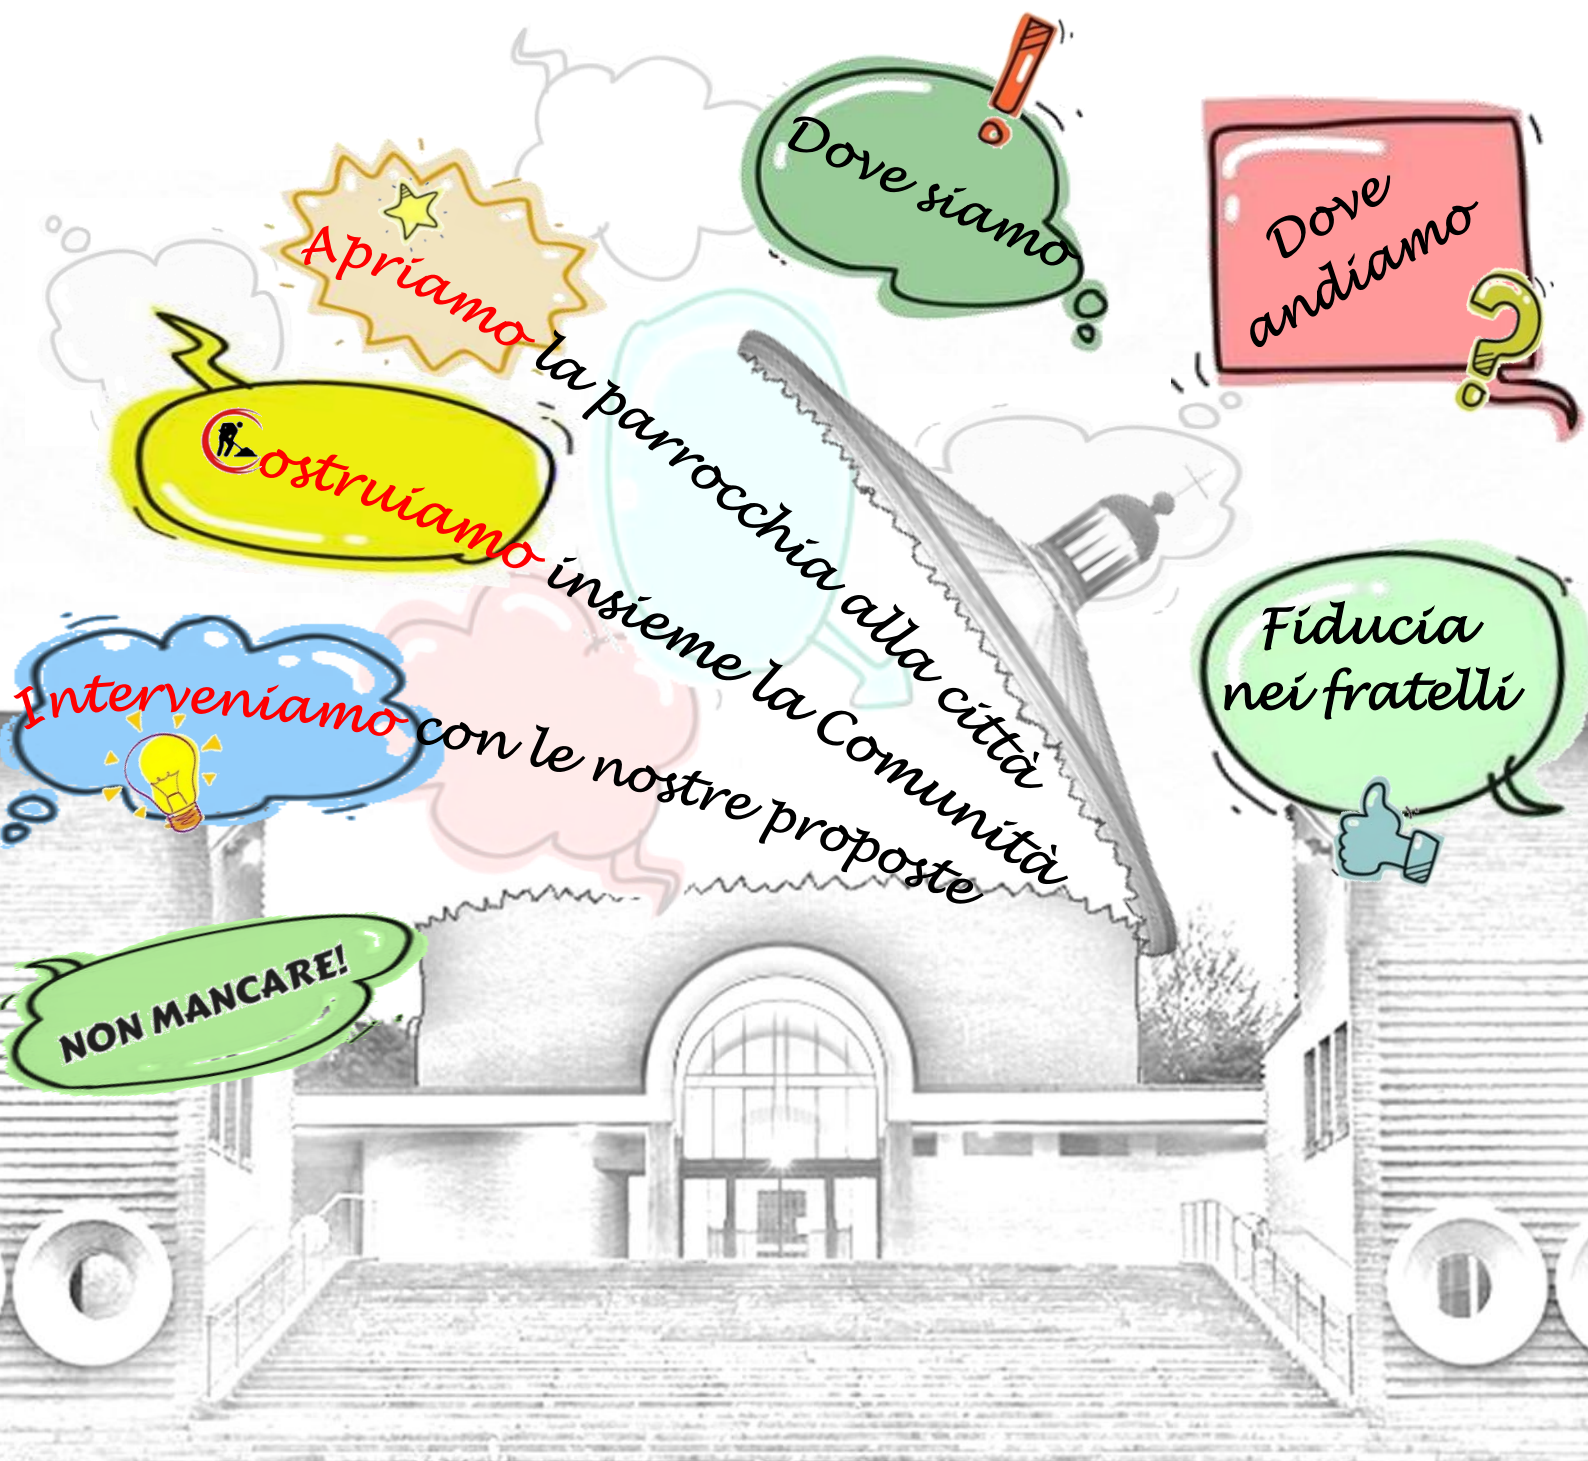 Dove siamo
Dove
andiamo
Apriamo la parrocchia alla città
Costruiamo insieme la Comunità
Interveniamo con le nostre proposte
Fiducia
nei fratelli
NON MANCARE!